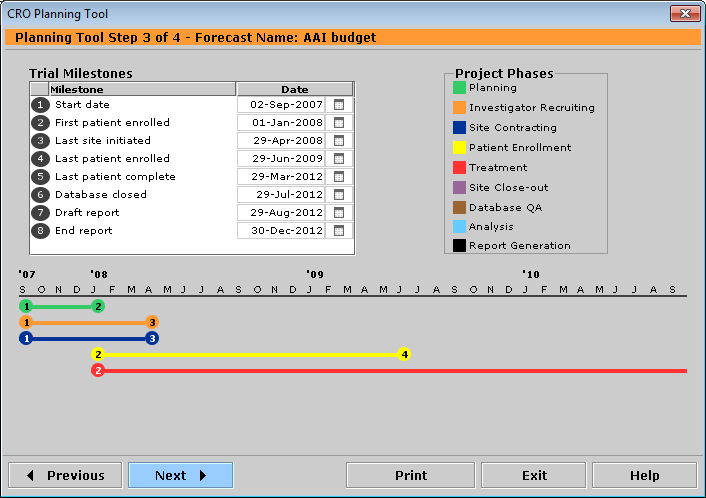 CRO Planning Tool
Planning Tool Step 3 of 4 - Forecast Name: AAI budget
Trial Milestones
Milestone Date
1 Start date 02-Sep-2007
2 First patient enrolled 01-Jan-2008
3 Last site initiated 29-Apr-2008
4 Last patient enrolled 29-Jun-2009
5 Last patient complete 29-Mar-2012
6 Database closed 29-Jul-2012
7 Draft report 29-Aug-2012
8 End report 30-Dec-2012
Project Phases
Planning
Investigator Recruiting
Site Contracting
Patient Enrollment
Treatment
Site Close-out
Database QA
Analysis
Report Generation
'07 '08 '09 '10
S O N D J F M A M J J A S O N D J F M A M J J A S O N D J F M A M J J A S
1 2
1 3
1 3
2 4
2
Previous Next Print Exit Help